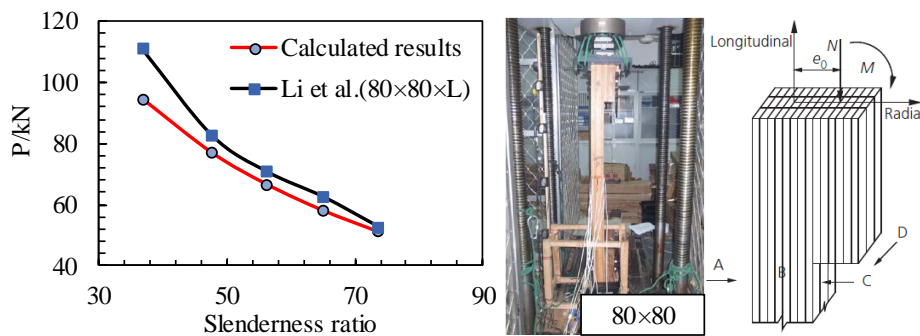 120
100
80
60
40
P/kN
30
50
70
90
Slenderness ratio
Calculated results
Li et al.(80×80×L)
80×80
Longitudinal
N
M
e₀
Radia
A
B
C
D